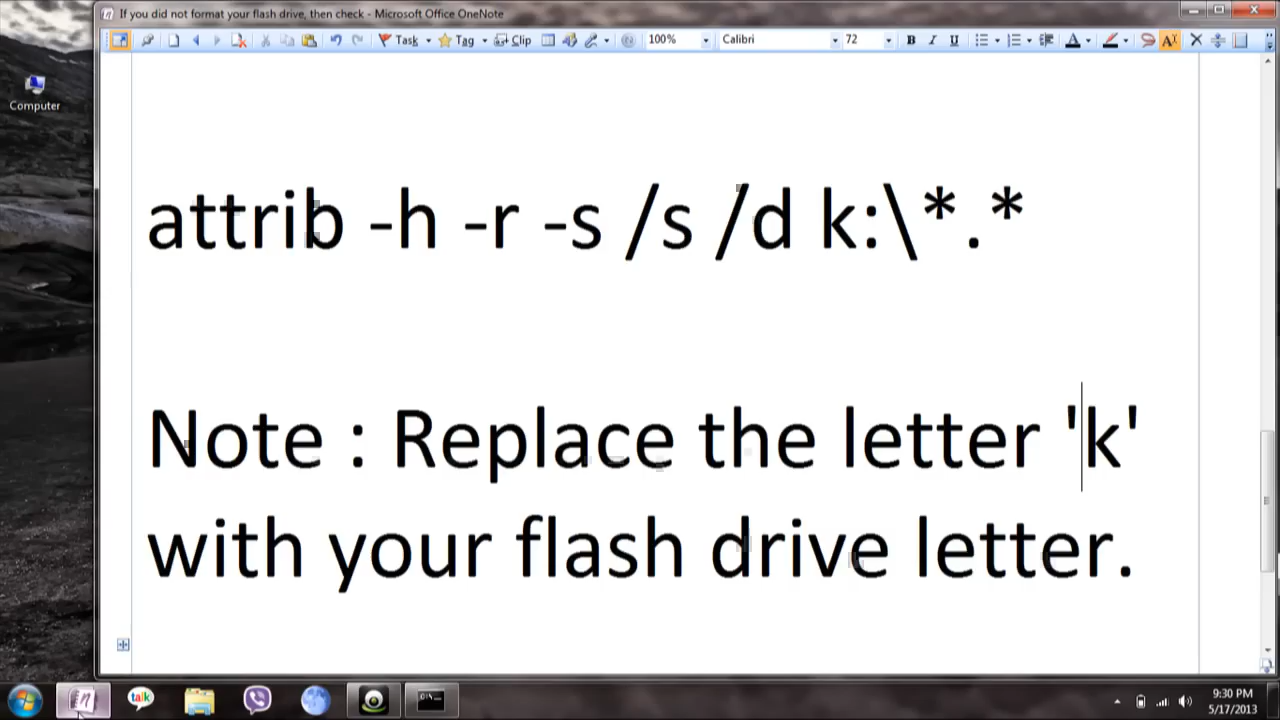 If you did not format your flash drive, then check - Microsoft Office OneNote
Task Tag Clip 100% Calibri 72 B I U A A
Computer
attrib -h -r -s /s /d k:\*.*
Note : Replace the letter 'k'
with your flash drive letter.
talk
C:\.
9:30 PM
5/17/2013